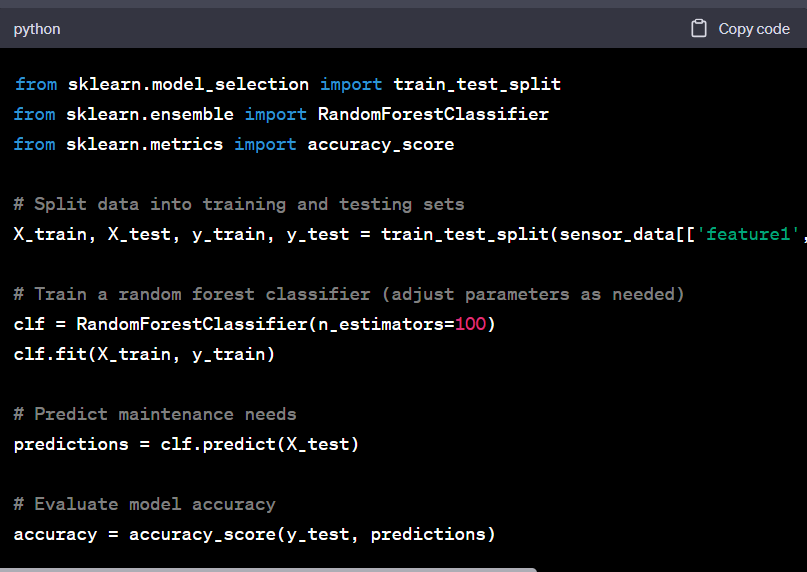 python
Copy code
from sklearn.model_selection import train_test_split
from sklearn.ensemble import RandomForestClassifier
from sklearn.metrics import accuracy_score
# Split data into training and testing sets
X_train, X_test, y_train, y_test = train_test_split(sensor_data[['feature1',
# Train a random forest classifier (adjust parameters as needed)
clf = RandomForestClassifier(n_estimators=100)
clf.fit(X_train, y_train)
# Predict maintenance needs
predictions = clf.predict(X_test)
# Evaluate model accuracy
accuracy = accuracy_score(y_test, predictions)